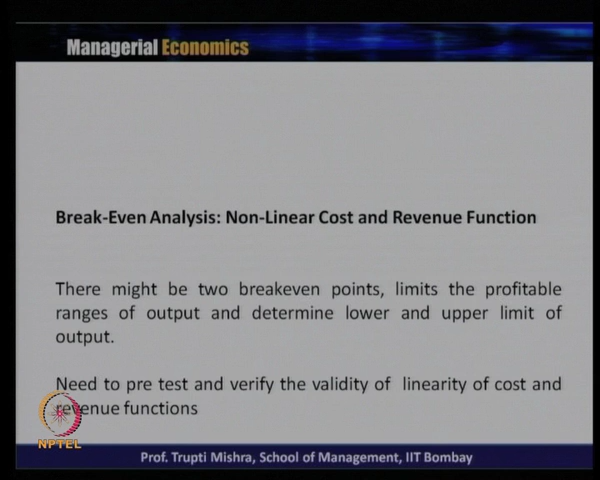 Managerial Economics
Break-Even Analysis: Non-Linear Cost and Revenue Function
There might be two breakeven points, limits the profitable
ranges of output and determine lower and upper limit of
output.
Need to pre test and verify the validity of linearity of cost and
revenue functions
NPTEL
Prof. Trupti Mishra, School of Management, IIT Bombay